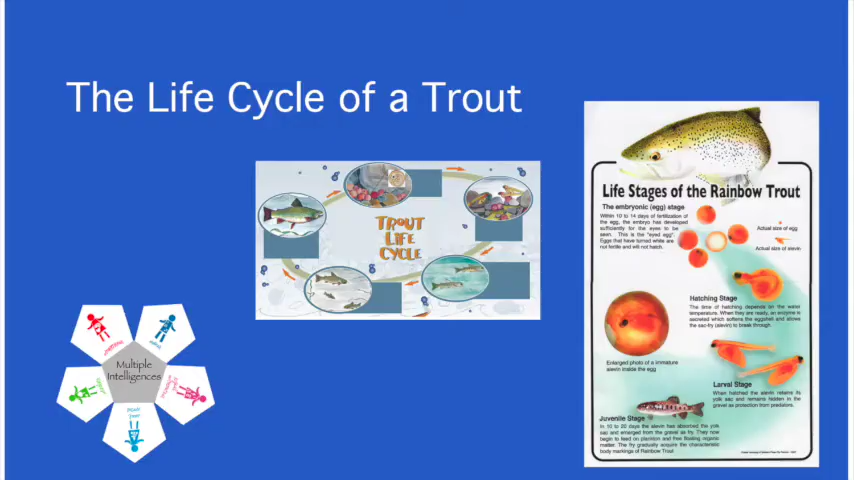 The Life Cycle of a Trout
TROUT
LIFE
CYCLE
Multiple
Intelligences
Life Stages of the Rainbow Trout
The embryonic (egg) stage
Within 10 to 14 days of fertilization of
the egg, the embryo has developed
sufficiently for the eyes to be
seen. This is the "eyed egg".
Eggs that have turned white are
not fertile and will not hatch.
Actual size of egg
Actual size of alevin
Hatching Stage
The time of hatching depends on the water
temperature. When they are ready, an enzyme is
secreted which softens the eggshell and allows
the sac-fry (alevin) to break through.
Enlarged photo of a immature
alevin inside the egg
Larval Stage
When hatched the alevin retains its
yolk sac and remains hidden in the
gravel as protection from predators.
Juvenile Stage
In 10 to 22 days the alevin has absorbed the yolk
sac and emerged from the gravel as fry. They now
begin to feed on plankton and free floating organic
matter. The fry gradually acquire the characteristic
body markings of Rainbow Trout